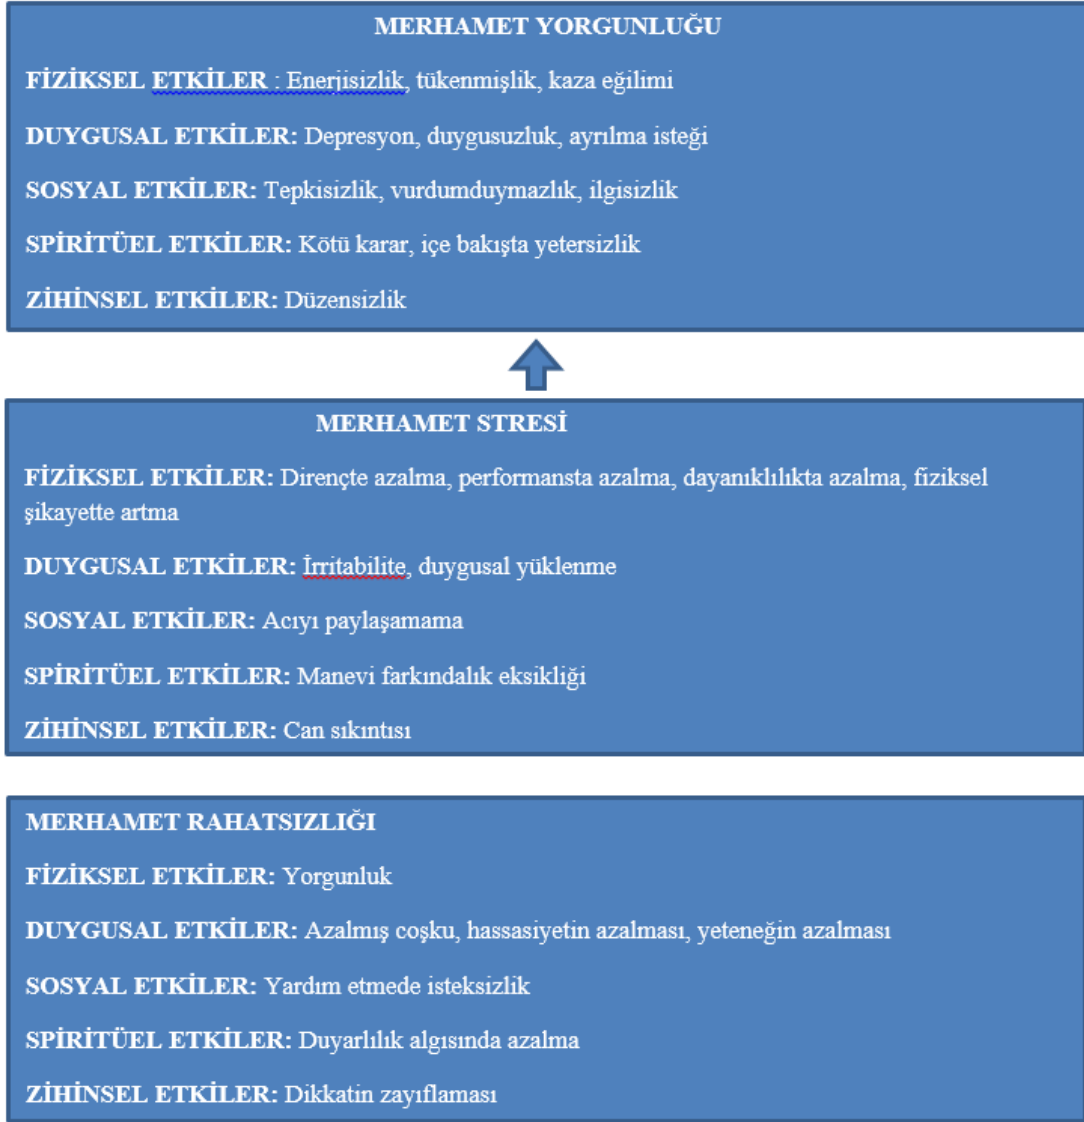 MERHAMET YORGUNLUĞU
FİZİKSEL ETKİLER : Enerjisizlik, tükenmişlik, kaza eğilimi
DUYGUSAL ETKİLER: Depresyon, duygusuzluk, ayrılma isteği
SOSYAL ETKİLER: Tepkisizlik, vurdumduymazlık, ilgisizlik
SPİRİTÜEL ETKİLER: Kötü karar, içe bakışta yetersizlik
ZİHİNSEL ETKİLER: Düzensizlik
MERHAMET STRESİ
FİZİKSEL ETKİLER: Dirençte azalma, performansta azalma, dayanıklılıkta azalma, fiziksel
şikayette artma
DUYGUSAL ETKİLER: İrritabilite, duygusal yüklenme
SOSYAL ETKİLER: Acıyı paylaşamama
SPİRİTÜEL ETKİLER: Manevi farkındalık eksikliği
ZİHİNSEL ETKİLER: Can sıkıntısı
MERHAMET RAHATSIZLIĞI
FİZİKSEL ETKİLER: Yorgunluk
DUYGUSAL ETKİLER: Azalmış coşku, hassasiyetin azalması, yeteneğin azalması
SOSYAL ETKİLER: Yardım etmede isteksizlik
SPİRİTÜEL ETKİLER: Duyarlılık algısında azalma
ZİHİNSEL ETKİLER: Dikkatin zayıflaması